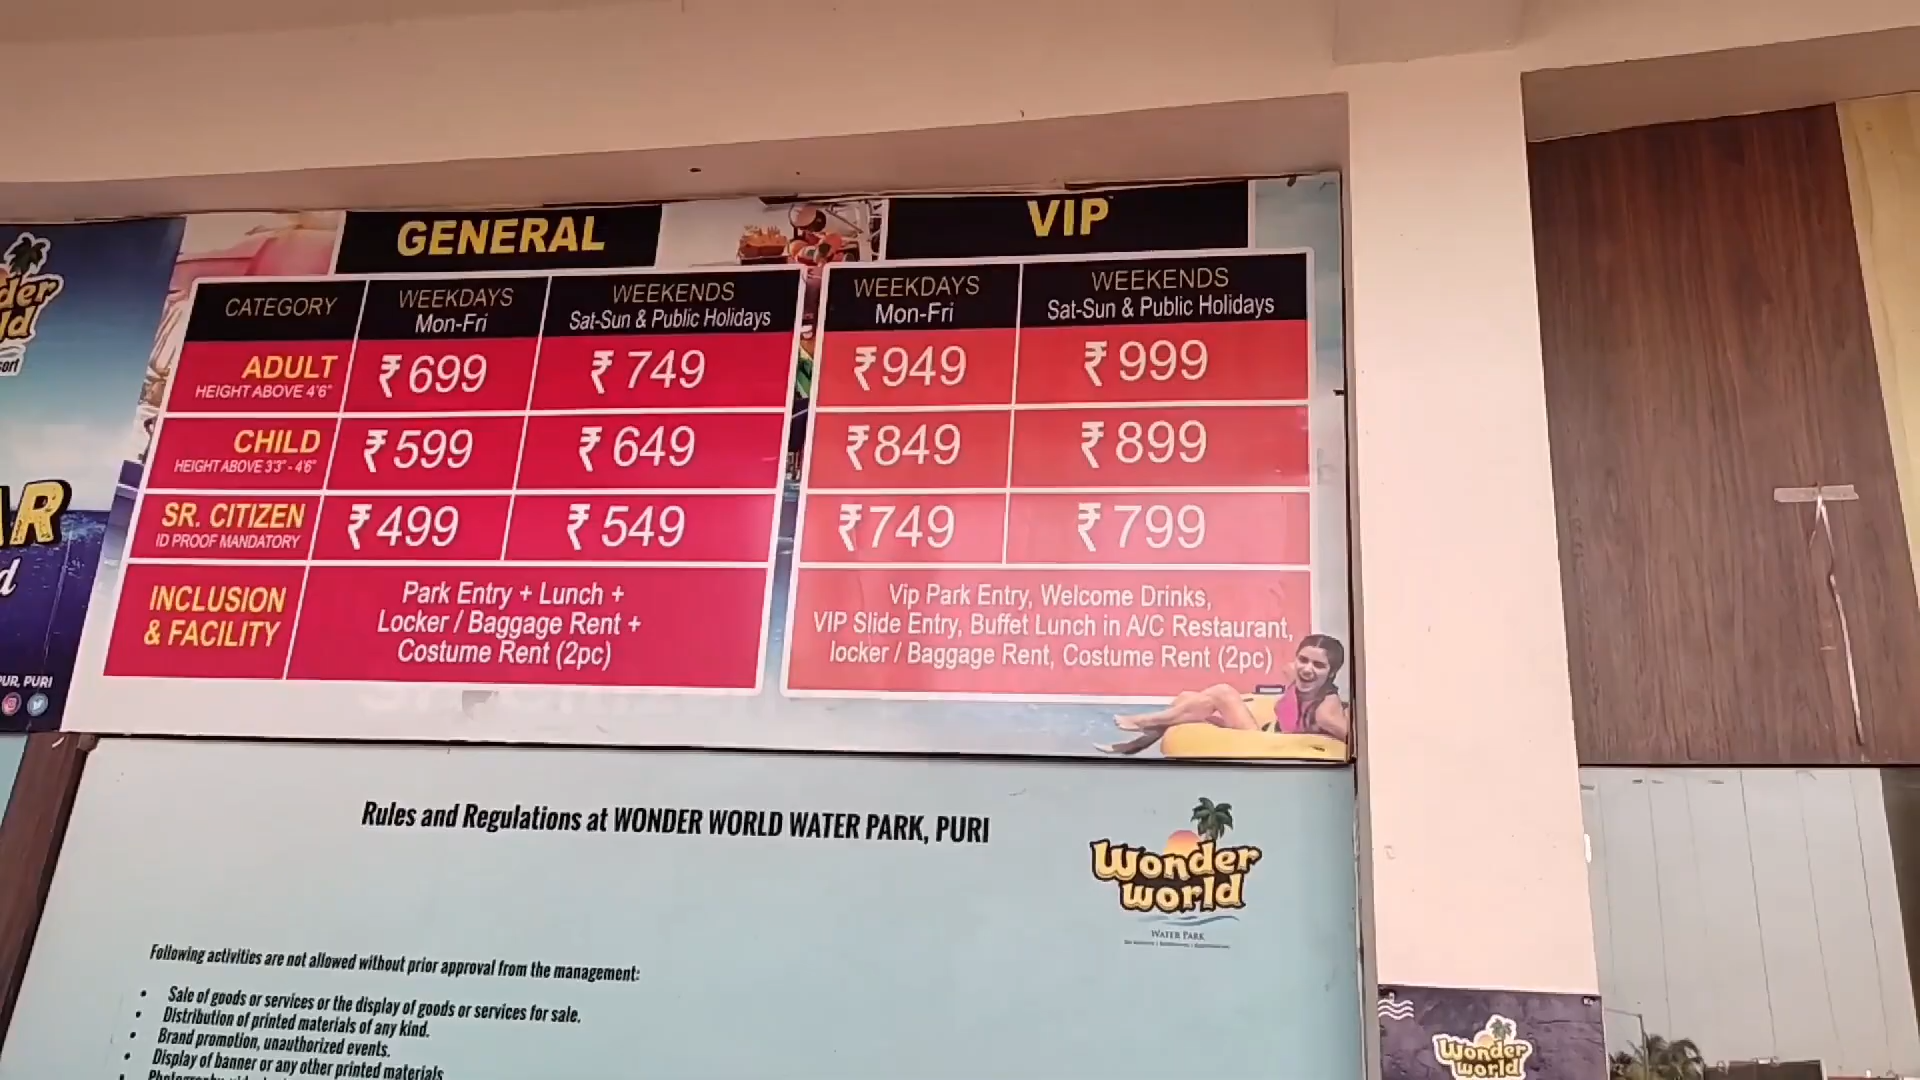 GENERAL
VIP
CATEGORY
WEEKDAYS
Mon-Fri
WEEKENDS
Sat-Sun & Public Holidays
WEEKDAYS
Mon-Fri
WEEKENDS
Sat-Sun & Public Holidays
ADULT
HEIGHT ABOVE 4'6"
₹ 699
₹ 749
₹ 949
₹ 999
CHILD
HEIGHT ABOVE 3'3" - 4'6"
₹ 599
₹ 649
₹ 849
₹ 899
SR. CITIZEN
ID PROOF MANDATORY
₹ 499
₹ 549
₹ 749
₹ 799
INCLUSION
& FACILITY
Park Entry + Lunch +
Locker / Baggage Rent +
Costume Rent (2pc)
Vip Park Entry, Welcome Drinks,
VIP Slide Entry, Buffet Lunch in A/C Restaurant,
locker / Baggage Rent, Costume Rent (2pc)
PURI
Rules and Regulations at WONDER WORLD WATER PARK, PURI
Wonder
world
WATER PARK
Following activities are not allowed without prior approval from the management:
• Sale of goods or services or the display of goods or services for sale.
• Distribution of printed materials of any kind.
• Brand promotion, unauthorized events.
• Display of banner or any other printed materials
Wonder
world